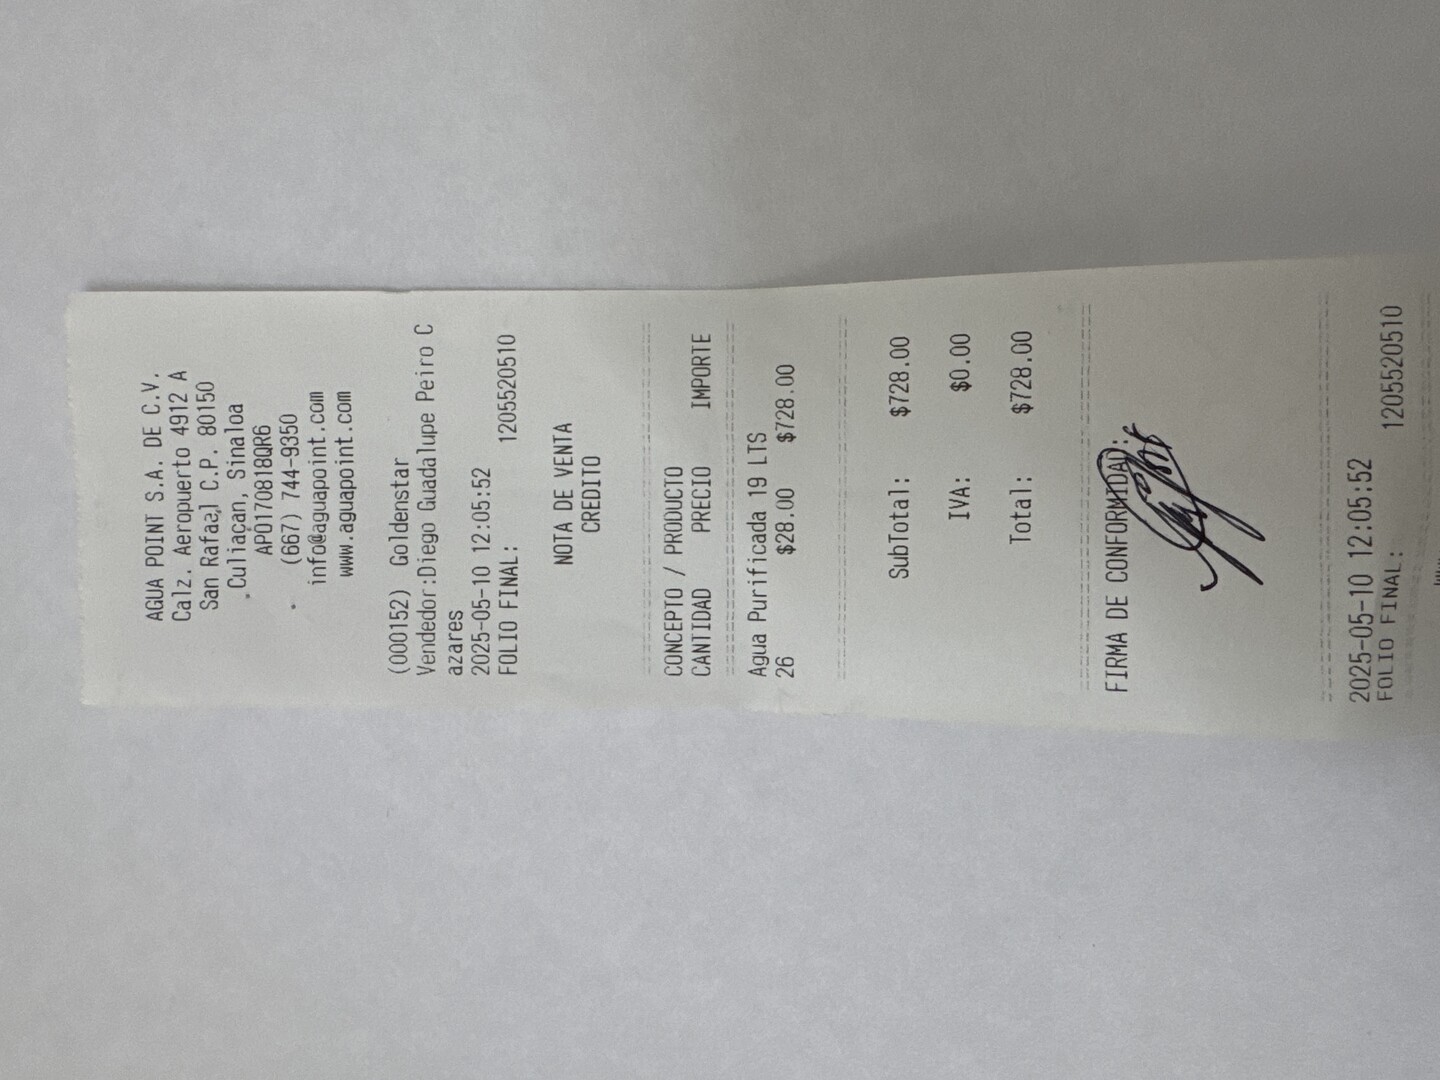 AGUA POINT S.A. DE C.V.
Calz. Aeropuerto 4912 A
San Rafael C.P. 80150
Culiacan, Sinaloa
APO170818QR6
(667) 744-9350
info@aguapoint.com
www.aguapoint.com
(000152) Goldenstar
Vendedor:Diego Guadalupe Peiro C
azares
2025-05-10 12:05:52
FOLIO FINAL: 1205520510
NOTA DE VENTA
CREDITO
CONCEPTO / PRODUCTO
CANTIDAD PRECIO IMPORTE
Agua Purificada 19 LTS
26 $28.00 $728.00
SubTotal: $728.00
IVA: $0.00
Total: $728.00
FIRMA DE CONFORMIDAD:
2025-05-10 12:05:52
FOLIO FINAL: 1205520510